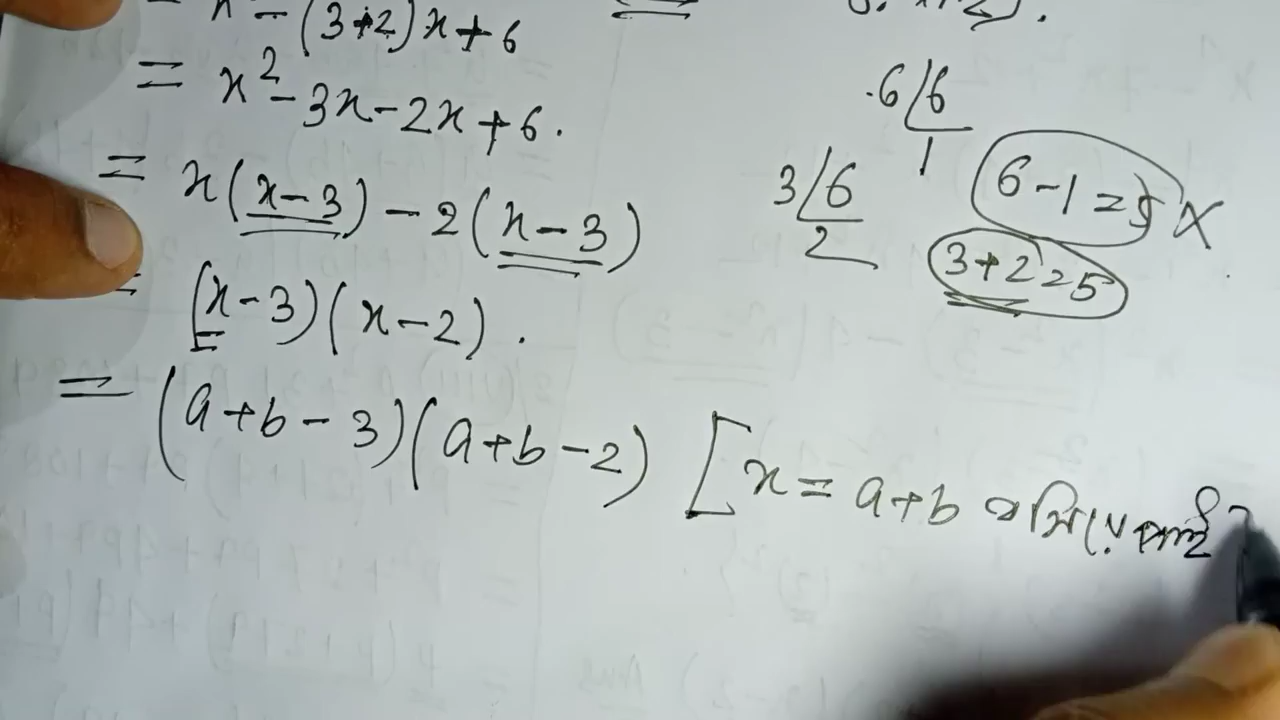 x² - (3+2)x + 6
= x² - 3x - 2x + 6.
= x(x-3) - 2(x-3)
= (x-3)(x-2).
= (a+b-3)(a+b-2) [x = a+b
6/6
1
3/6
2
6-1=5 X
3+2=5